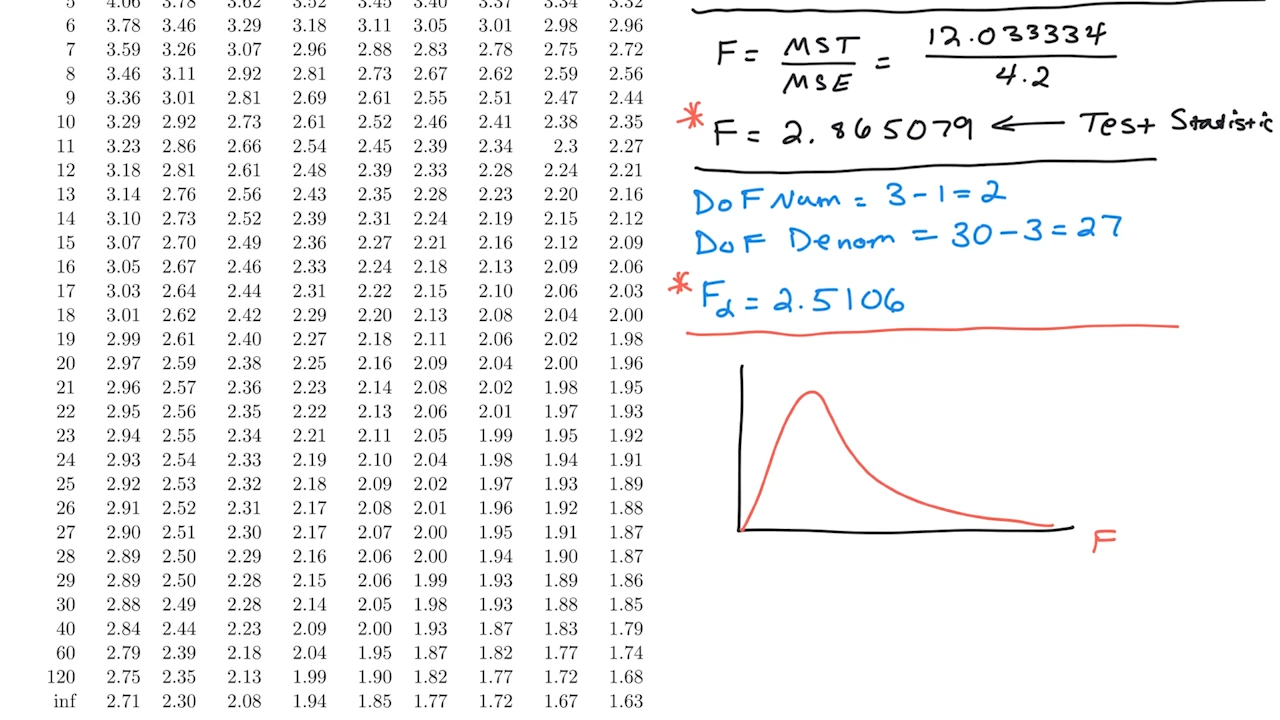 5 4.06 3.78 3.62 3.52 3.45 3.40 3.37 3.34 3.32
6 3.78 3.46 3.29 3.18 3.11 3.05 3.01 2.98 2.96
7 3.59 3.26 3.07 2.96 2.88 2.83 2.78 2.75 2.72
8 3.46 3.11 2.92 2.81 2.73 2.67 2.62 2.59 2.56
9 3.36 3.01 2.81 2.69 2.61 2.55 2.51 2.47 2.44
10 3.29 2.92 2.73 2.61 2.52 2.46 2.41 2.38 2.35
11 3.23 2.86 2.66 2.54 2.45 2.39 2.34 2.3 2.27
12 3.18 2.81 2.61 2.48 2.39 2.33 2.28 2.24 2.21
13 3.14 2.76 2.56 2.43 2.35 2.28 2.23 2.20 2.16
14 3.10 2.73 2.52 2.39 2.31 2.24 2.19 2.15 2.12
15 3.07 2.70 2.49 2.36 2.27 2.21 2.16 2.12 2.09
16 3.05 2.67 2.46 2.33 2.24 2.18 2.13 2.09 2.06
17 3.03 2.64 2.44 2.31 2.22 2.15 2.10 2.06 2.03
18 3.01 2.62 2.42 2.29 2.20 2.13 2.08 2.04 2.00
19 2.99 2.61 2.40 2.27 2.18 2.11 2.06 2.02 1.98
20 2.97 2.59 2.38 2.25 2.16 2.09 2.04 2.00 1.96
21 2.96 2.57 2.36 2.23 2.14 2.08 2.02 1.98 1.95
22 2.95 2.56 2.35 2.22 2.13 2.06 2.01 1.97 1.93
23 2.94 2.55 2.34 2.21 2.11 2.05 1.99 1.95 1.92
24 2.93 2.54 2.33 2.19 2.10 2.04 1.98 1.94 1.91
25 2.92 2.53 2.32 2.18 2.09 2.02 1.97 1.93 1.89
26 2.91 2.52 2.31 2.17 2.08 2.01 1.96 1.92 1.88
27 2.90 2.51 2.30 2.17 2.07 2.00 1.95 1.91 1.87
28 2.89 2.50 2.29 2.16 2.06 2.00 1.94 1.90 1.87
29 2.89 2.50 2.28 2.15 2.06 1.99 1.93 1.89 1.86
30 2.88 2.49 2.28 2.14 2.05 1.98 1.93 1.88 1.85
40 2.84 2.44 2.23 2.09 2.00 1.93 1.87 1.83 1.79
60 2.79 2.39 2.18 2.04 1.95 1.87 1.82 1.77 1.74
120 2.75 2.35 2.13 1.99 1.90 1.82 1.77 1.72 1.68
inf 2.71 2.30 2.08 1.94 1.85 1.77 1.72 1.67 1.63
F = MST / MSE = 12.033334 / 4.2
* F = 2.865079 ← Test Statistic
DoF Num = 3 - 1 = 2
DoF Denom = 30 - 3 = 27
* Fα = 2.5106
F